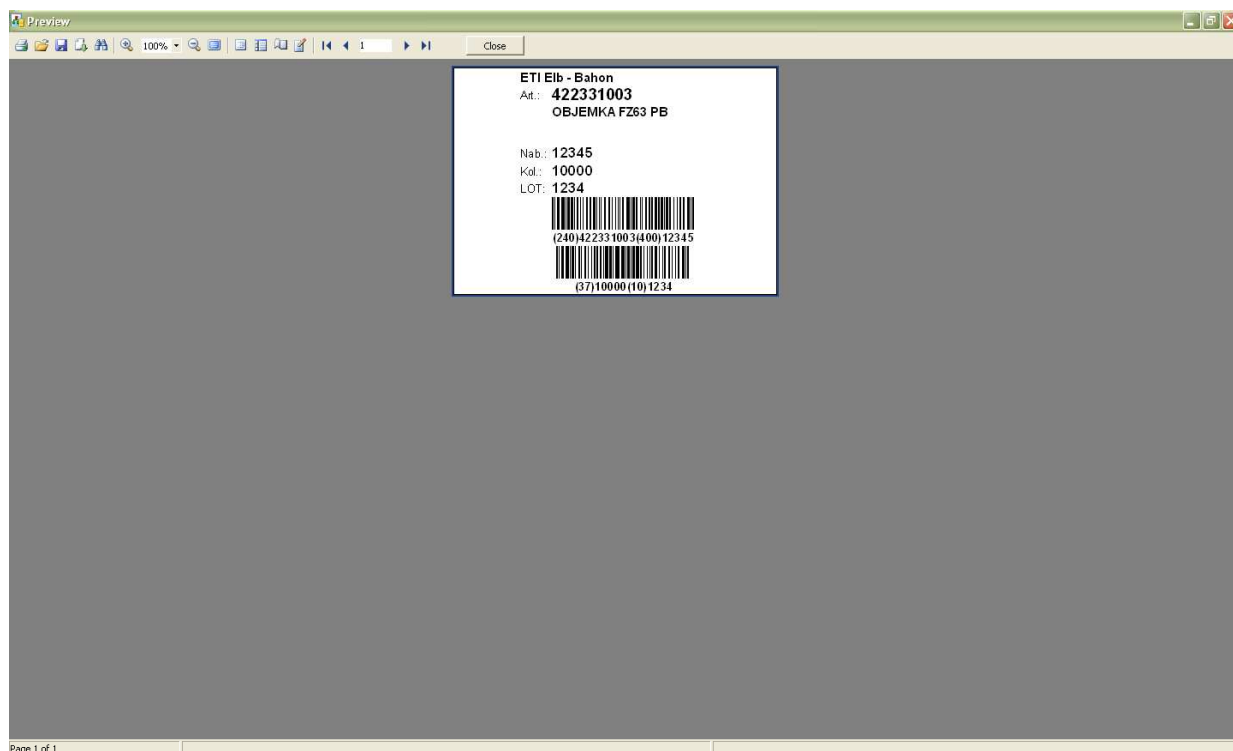 Preview
100%
1
Close
ETI Elb - Bahon
Art.: 422331003
OBJEMKA FZ63 PB
Nab.: 12345
Kol.: 10000
LOT: 1234
(240)422331003(400)12345
(37)10000(10)1234
Page 1 of 1